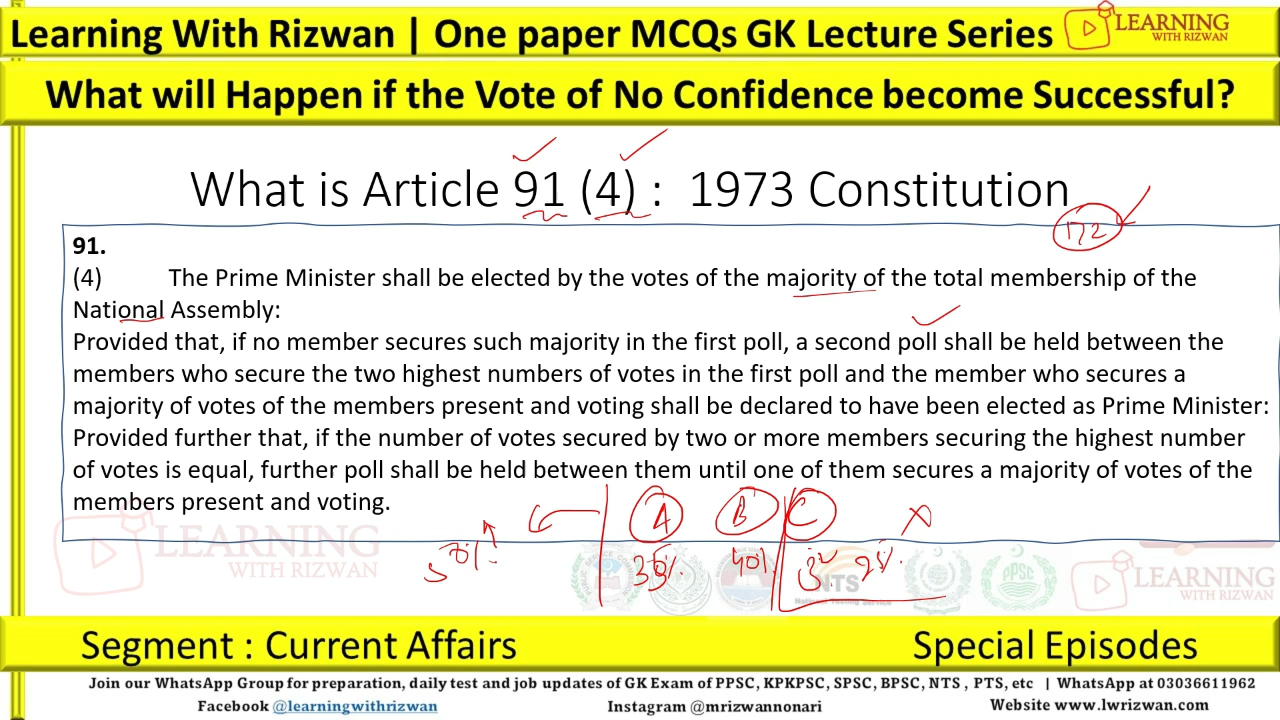 Learning With Rizwan | One paper MCQs GK Lecture Series
LEARNING
WITH RIZWAN
What will Happen if the Vote of No Confidence become Successful?
What is Article 91 (4) : 1973 Constitution
172
91.
(4) The Prime Minister shall be elected by the votes of the majority of the total membership of the
National Assembly:
Provided that, if no member secures such majority in the first poll, a second poll shall be held between the
members who secure the two highest numbers of votes in the first poll and the member who secures a
majority of votes of the members present and voting shall be declared to have been elected as Prime Minister:
Provided further that, if the number of votes secured by two or more members securing the highest number
of votes is equal, further poll shall be held between them until one of them secures a majority of votes of the
members present and voting.
A B C
50% 35% 40% 25%
LEARNING
WITH RIZWAN
NTS
PPSC
LEARNING
WITH RIZWAN
Segment : Current Affairs
Special Episodes
Join our WhatsApp Group for preparation, daily test and job updates of GK Exam of PPSC, KPKPSC, SPSC, BPSC, NTS , PTS, etc | WhatsApp at 03036611962
Facebook @learningwithrizwan Instagram @mrizwannonari Website www.lwrizwan.com